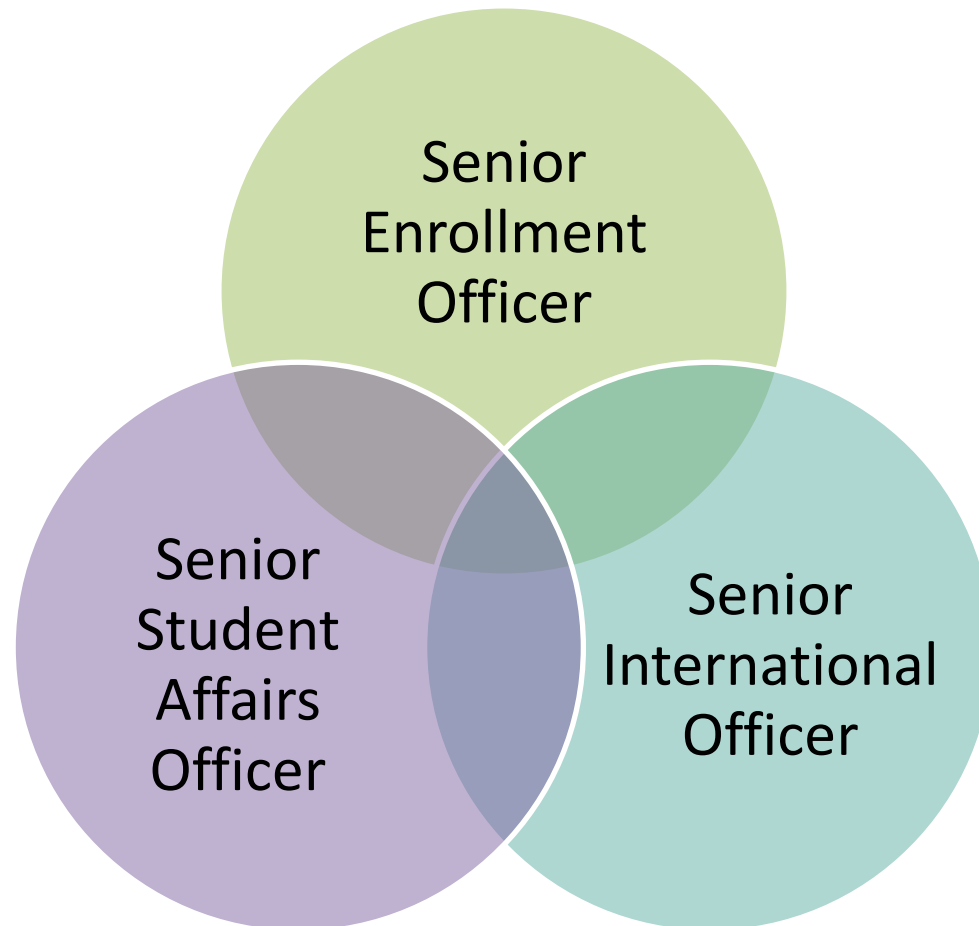 Senior
Enrollment
Officer
Senior
Student
Affairs
Officer
Senior
International
Officer